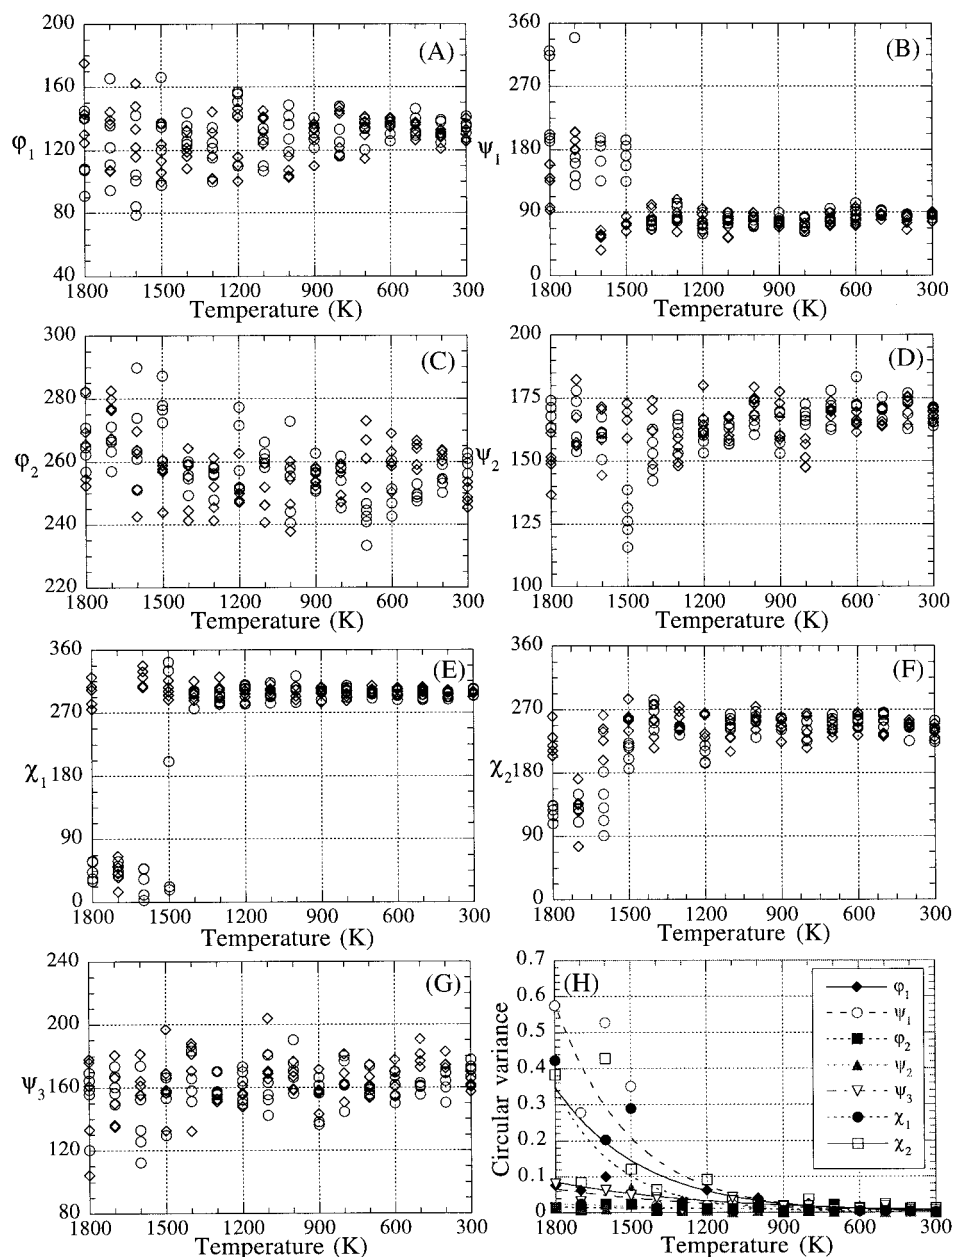 200
160
120
80
40
φ1
(A)
1800 1500 1200 900 600 300
Temperature (K)
360
270
180
90
0
ψ1
(B)
1800 1500 1200 900 600 300
Temperature (K)
300
280
260
240
220
φ2
(C)
1800 1500 1200 900 600 300
Temperature (K)
200
175
150
125
100
ψ2
(D)
1800 1500 1200 900 600 300
Temperature (K)
360
270
180
90
0
χ1
(E)
1800 1500 1200 900 600 300
Temperature (K)
360
270
180
90
0
χ2
(F)
1800 1500 1200 900 600 300
Temperature (K)
240
200
160
120
80
ψ3
(G)
1800 1500 1200 900 600 300
Temperature (K)
0.7
0.6
0.5
0.4
0.3
0.2
0.1
0
Circular variance
(H)
φ1
ψ1
φ2
ψ2
ψ3
χ1
χ2
1800 1500 1200 900 600 300
Temperature (K)